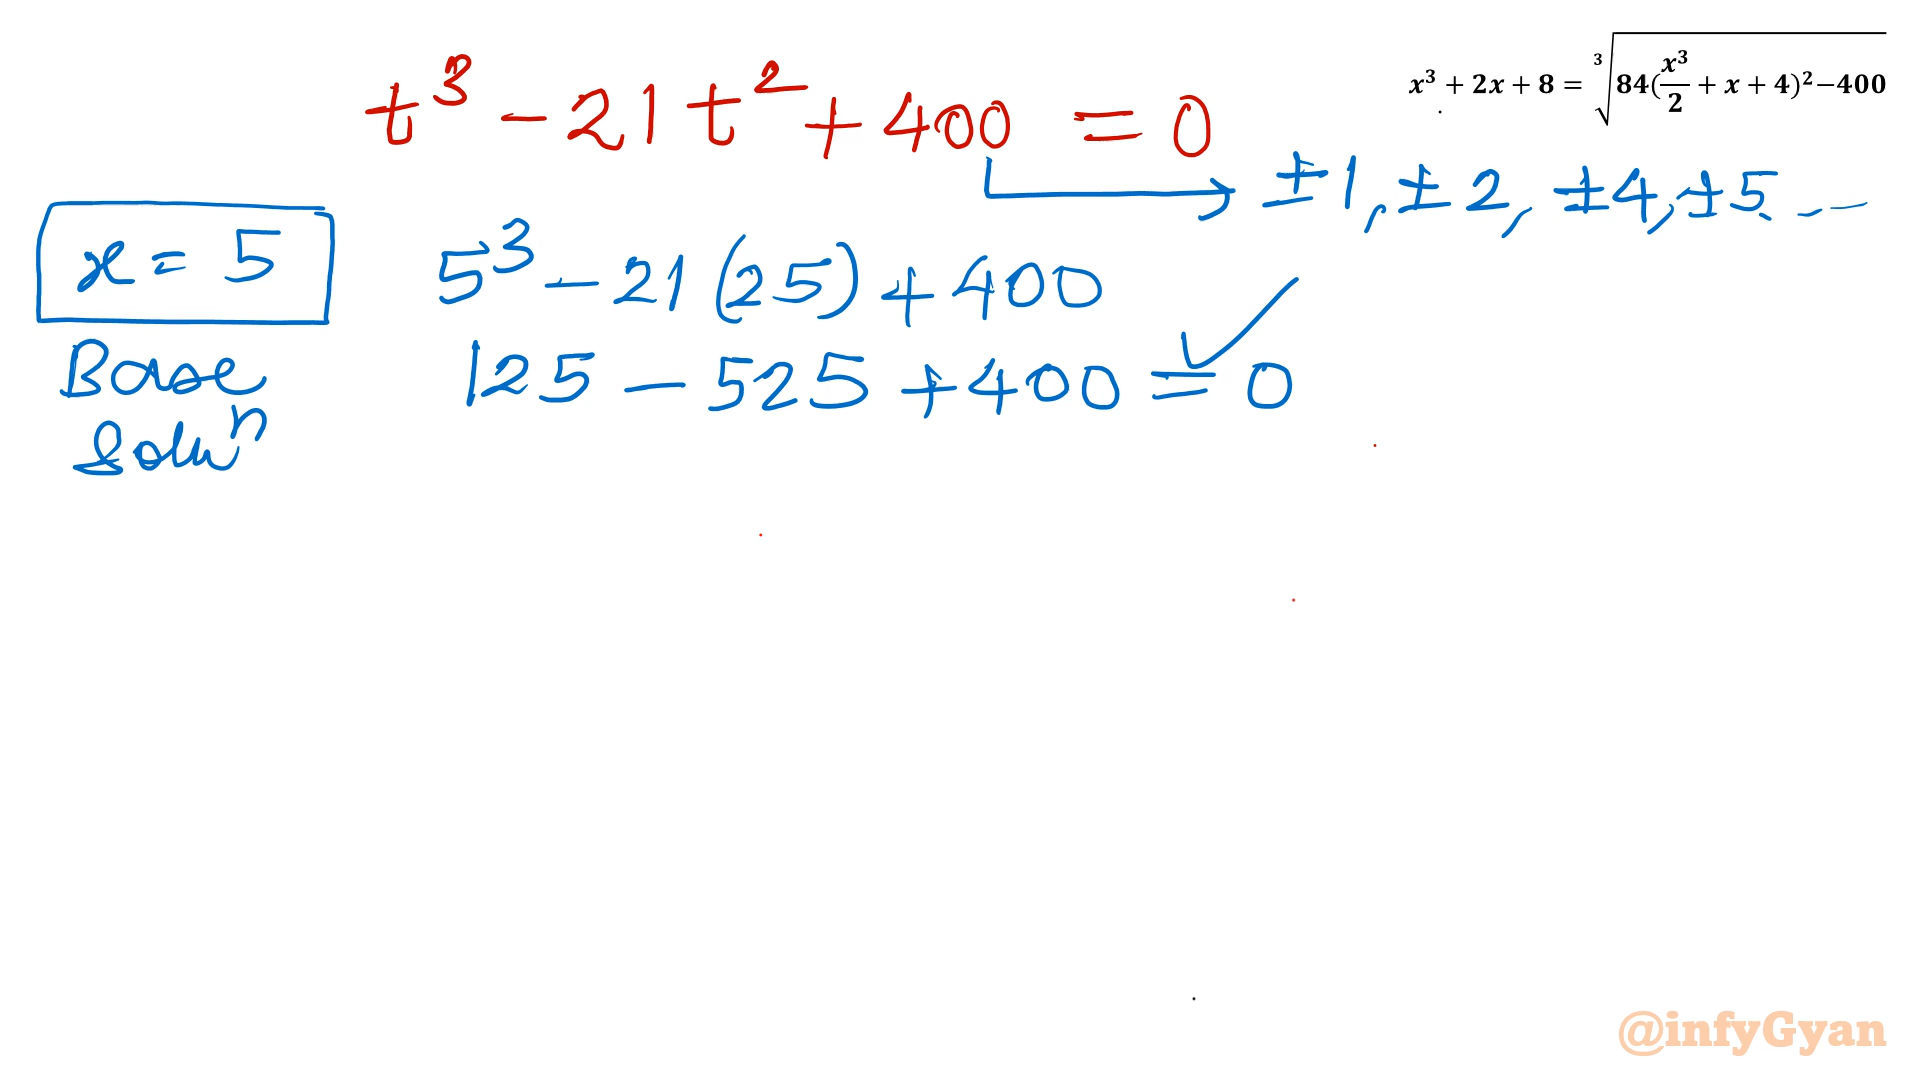 t³ − 21t² + 400 = 0
x³ + 2x + 8 = ∛(84(x³/2 + x + 4)² − 400)
±1, ±2, ±4, ±5, ---
x = 5
5³ − 21(25) + 400
Base
125 − 525 + 400 = 0 ✓
Soluⁿ
@infyGyan